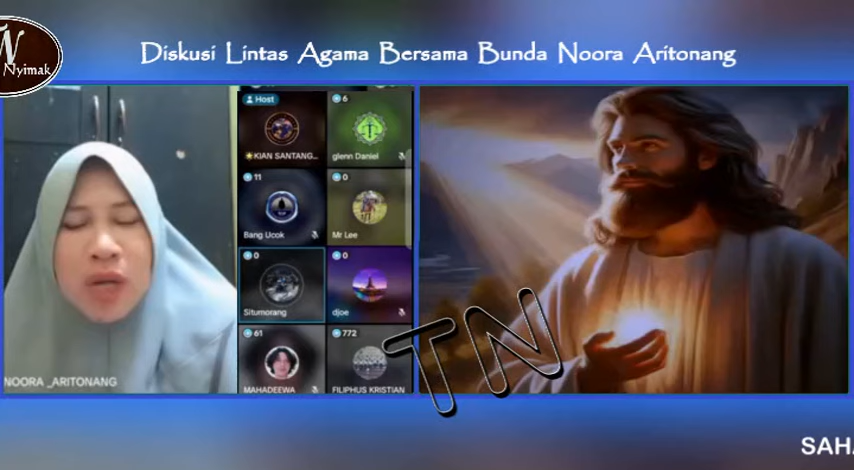 Diskusi Lintas Agama Bersama Bunda Noora Aritonang
TN
Nyimak
Host
6
★KIAN SANTANG...
glenn Daniel
11
0
Bang Ucok
Mr Lee
0
0
Situmorang
djoe
61
772
MAHADEEWA
FILIPHUS KRISTIAN
NOORA _ARITONANG
TN
SAHA